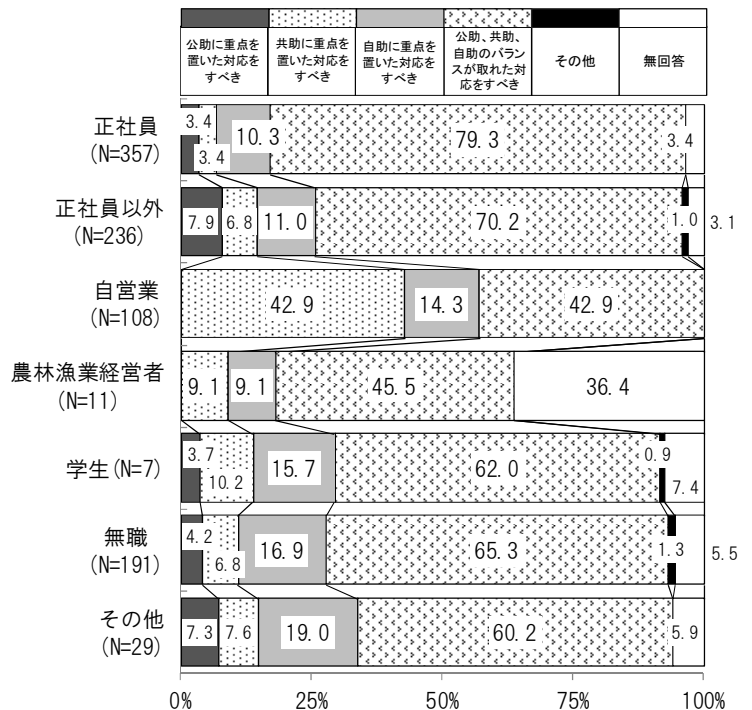 公助に重点を
置いた対応を
すべき
共助に重点を
置いた対応を
すべき
自助に重点を
置いた対応に
すべき
公助、共助、
自助のバラン
スが取れた対
応をすべき
その他
無回答
正社員
(N=357)
3.4
3.4
10.3
79.3
3.4
正社員以外
(N=236)
7.9
6.8
11.0
70.2
1.0
3.1
自営業
(N=108)
42.9
14.3
42.9
農林漁業経営者
(N=11)
9.1
9.1
45.5
36.4
学生(N=7)
3.7
10.2
15.7
62.0
0.9
7.4
無職
(N=191)
4.2
6.8
16.9
65.3
1.3
5.5
その他
(N=29)
7.3
7.6
19.0
60.2
5.9
0%
25%
50%
75%
100%